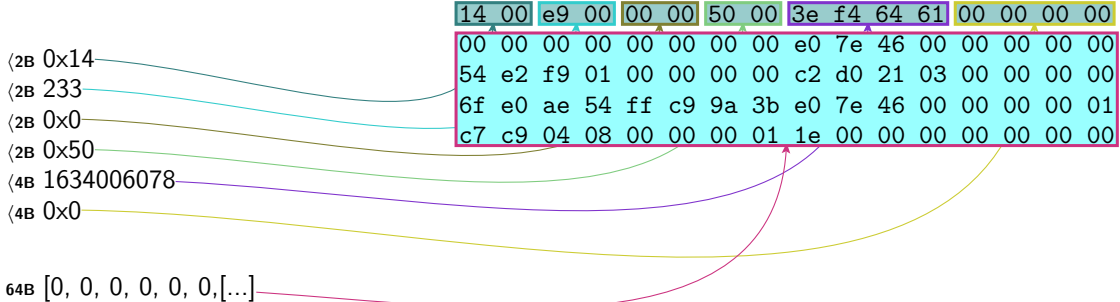 14 00 e9 00 00 00 50 00 3e f4 64 61 00 00 00 00
00 00 00 00 00 00 00 00 e0 7e 46 00 00 00 00 00
54 e2 f9 01 00 00 00 00 c2 d0 21 03 00 00 00 00
6f e0 ae 54 ff c9 9a 3b e0 7e 46 00 00 00 00 01
c7 c9 04 08 00 00 00 01 1e 00 00 00 00 00 00 00
⟨2B 0x14
⟨2B 233
⟨2B 0x0
⟨2B 0x50
⟨4B 1634006078
⟨4B 0x0
64B [0, 0, 0, 0, 0, 0,[...]